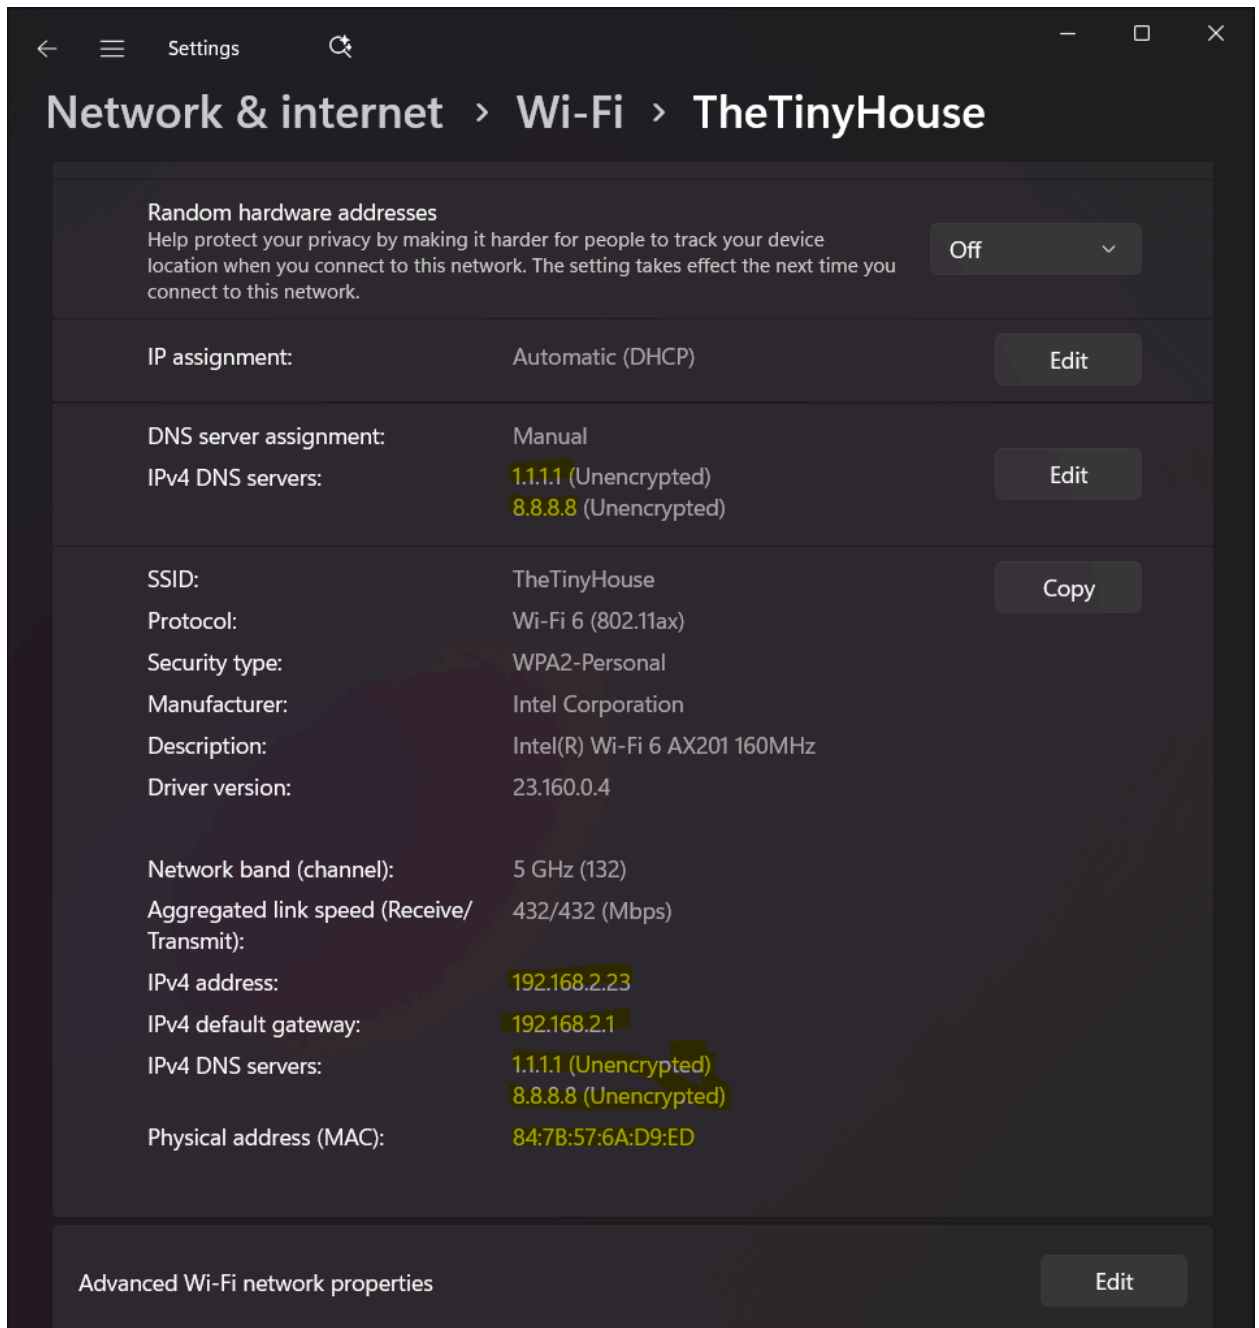 Settings
Network & internet > Wi-Fi > TheTinyHouse
Random hardware addresses
Help protect your privacy by making it harder for people to track your device
location when you connect to this network. The setting takes effect the next time you
connect to this network.
Off
IP assignment: Automatic (DHCP) Edit
DNS server assignment: Manual
IPv4 DNS servers: 1.1.1.1 (Unencrypted) Edit
8.8.8.8 (Unencrypted)
SSID: TheTinyHouse Copy
Protocol: Wi-Fi 6 (802.11ax)
Security type: WPA2-Personal
Manufacturer: Intel Corporation
Description: Intel(R) Wi-Fi 6 AX201 160MHz
Driver version: 23.160.0.4
Network band (channel): 5 GHz (132)
Aggregated link speed (Receive/ 432/432 (Mbps)
Transmit):
IPv4 address: 192.168.2.23
IPv4 default gateway: 192.168.2.1
IPv4 DNS servers: 1.1.1.1 (Unencrypted)
8.8.8.8 (Unencrypted)
Physical address (MAC): 84:7B:57:6A:D9:ED
Advanced Wi-Fi network properties Edit